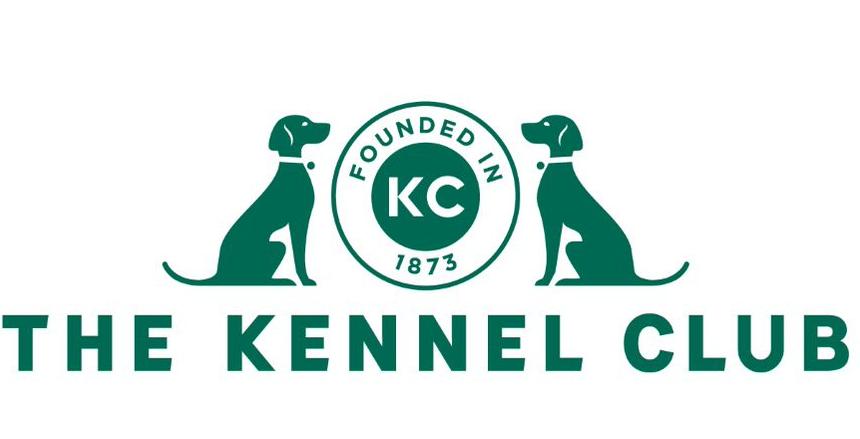 FOUNDED IN
KC
1873
THE KENNEL CLUB